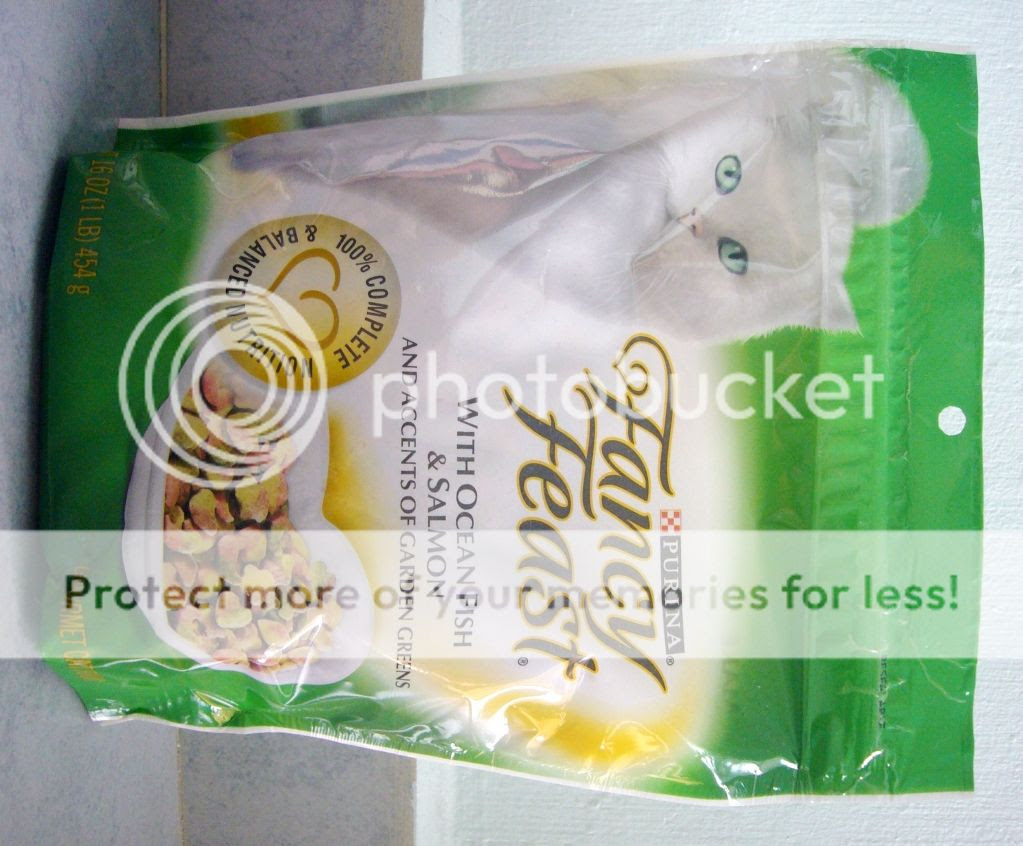 PURINA®
Fancy
Feast®
WITH OCEAN FISH
& SALMON
AND ACCENTS OF GARDEN GREENS
100% COMPLETE
& BALANCED NUTRITION
16 OZ (1 LB) 454 g
photobucket
Protect more of your memories for less!